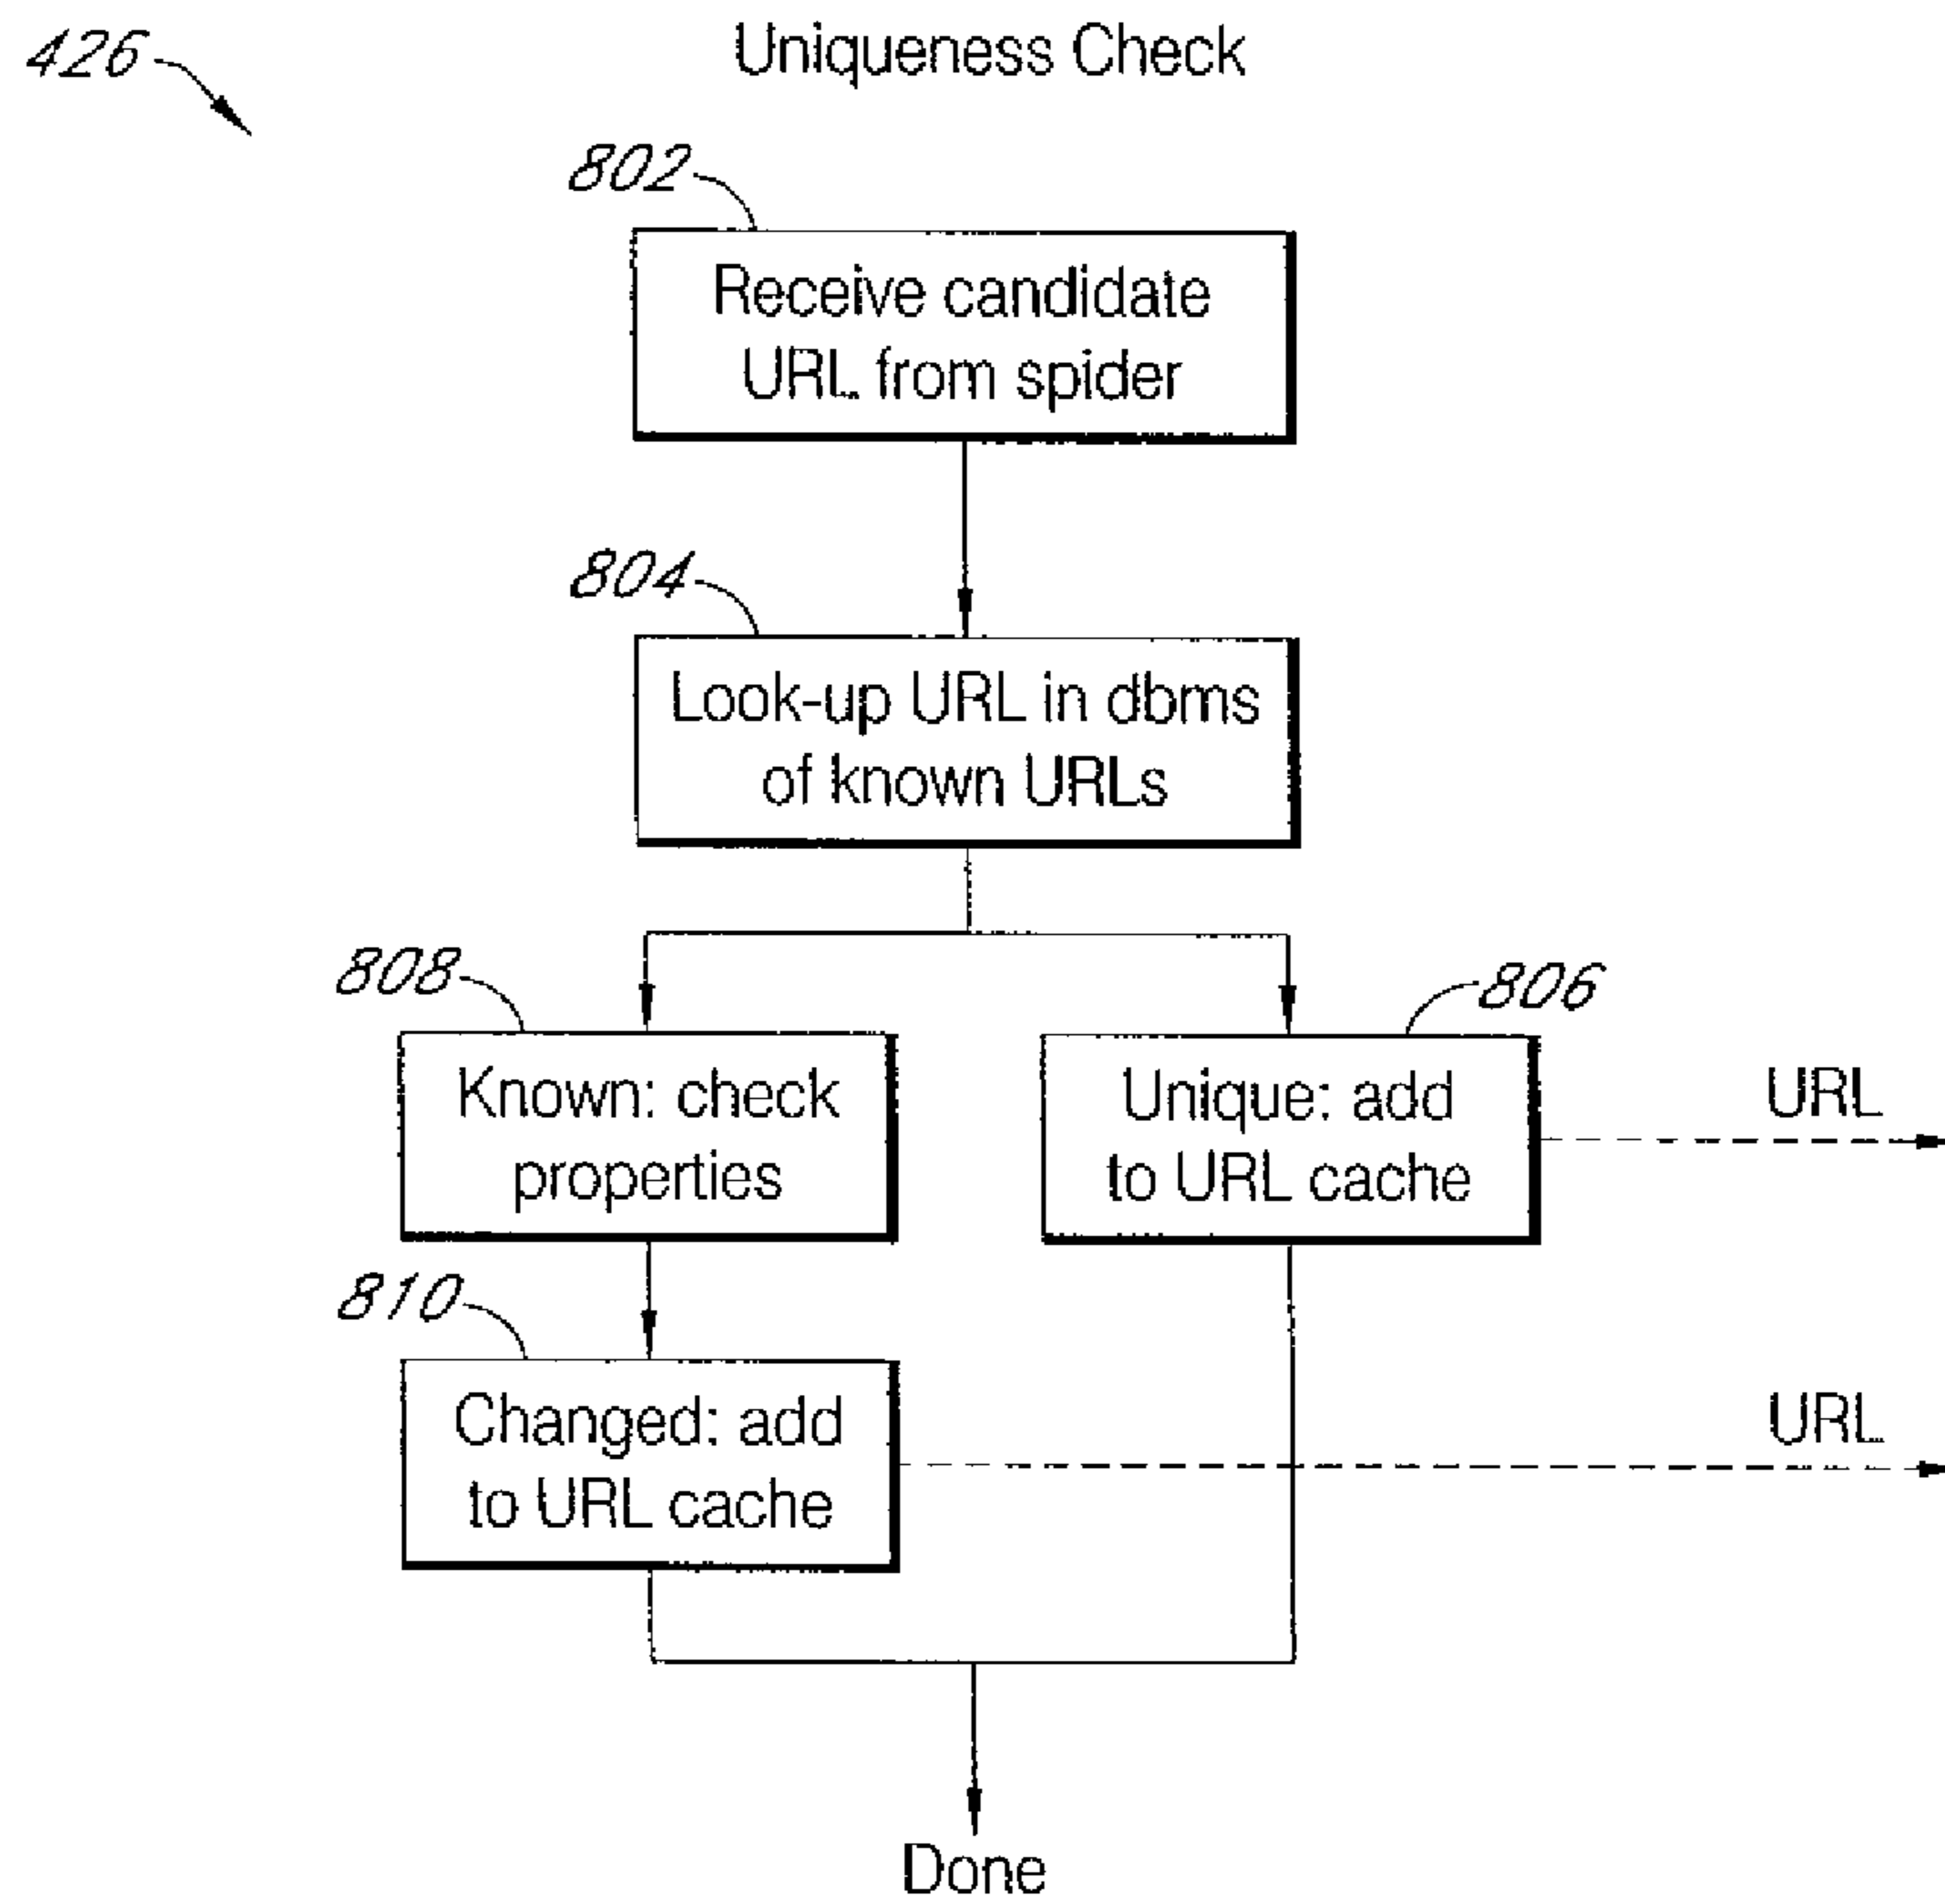 426
Uniqueness Check
802
Receive candidate
URL from spider
804
Look-up URL in dbms
of known URLs
808
806
Known: check
properties
Unique: add
to URL cache
URL
810
Changed: add
to URL cache
URL
Done